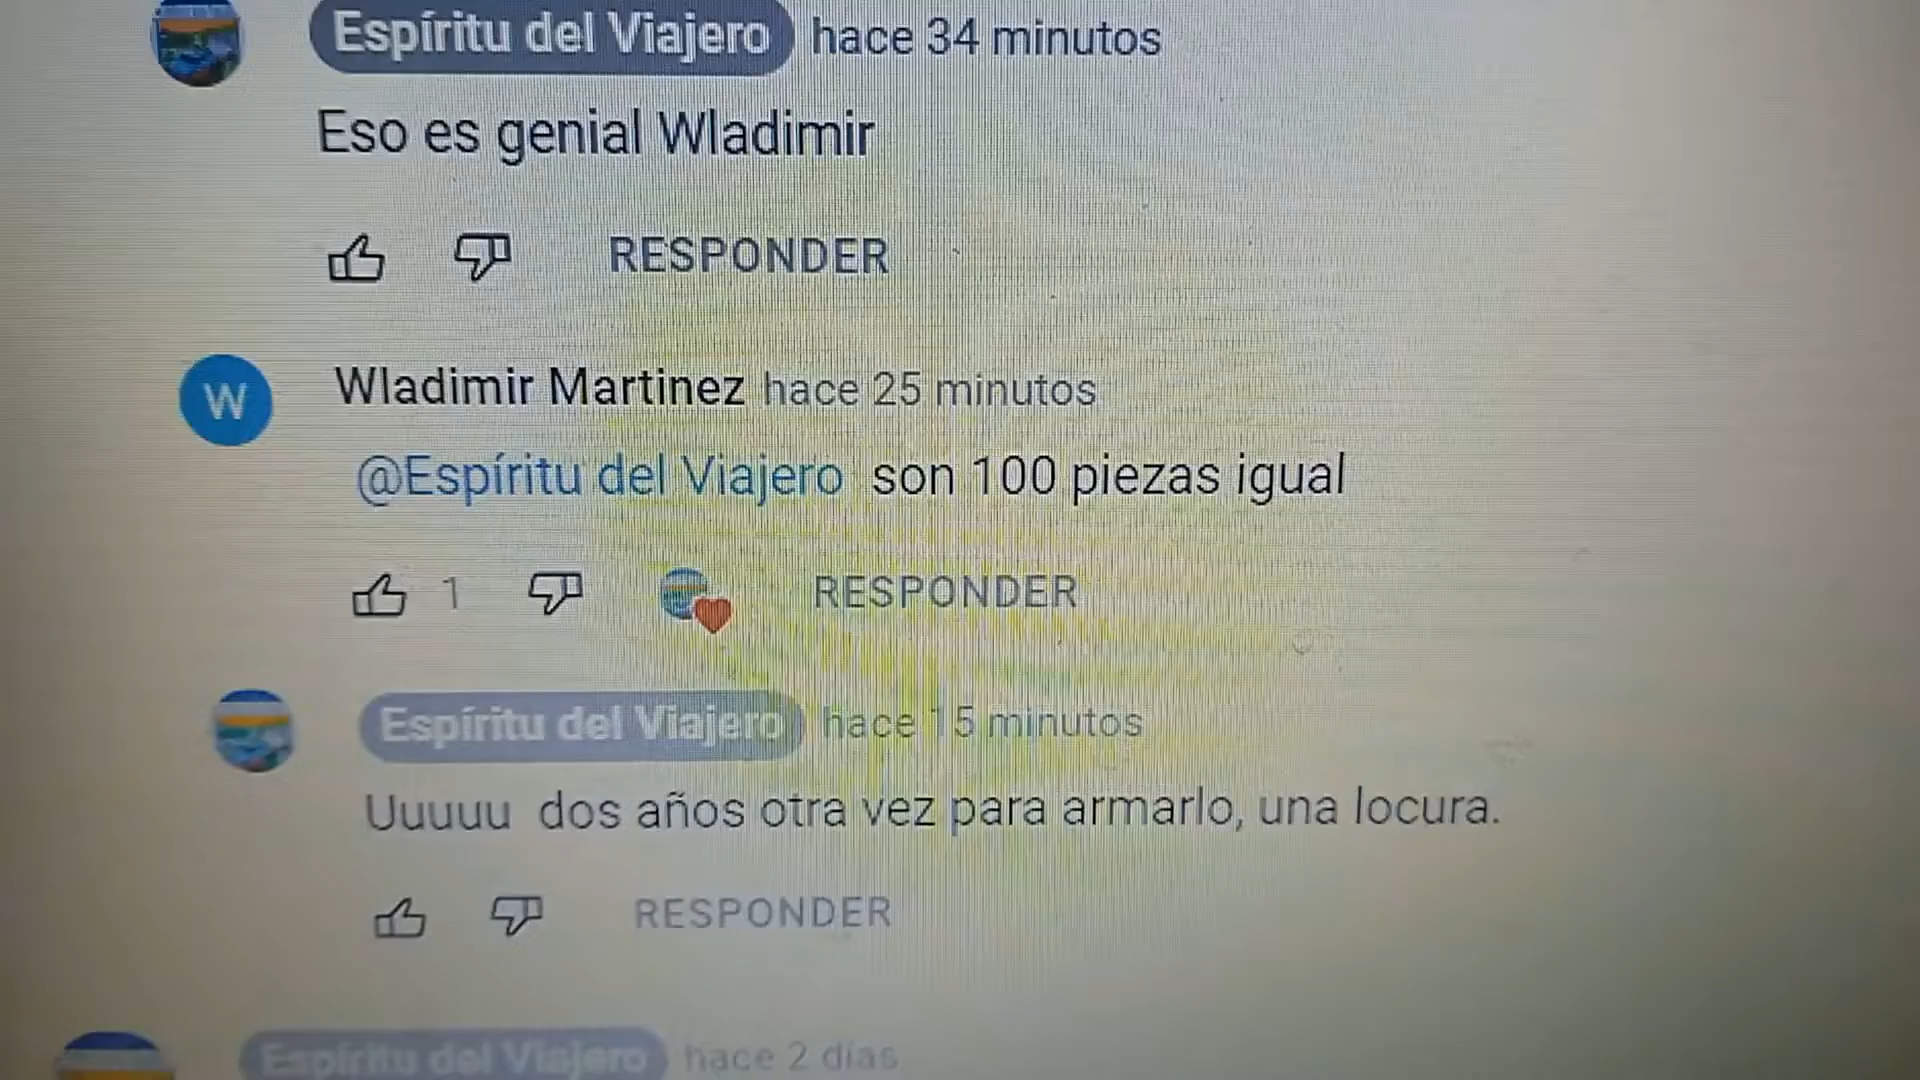 Espíritu del Viajero hace 34 minutos
Eso es genial Wladimir
RESPONDER
W Wladimir Martinez hace 25 minutos
@Espíritu del Viajero son 100 piezas igual
1 RESPONDER
Espíritu del Viajero hace 15 minutos
Uuuuu dos años otra vez para armarlo, una locura.
RESPONDER
Espíritu del Viajero hace 2 días